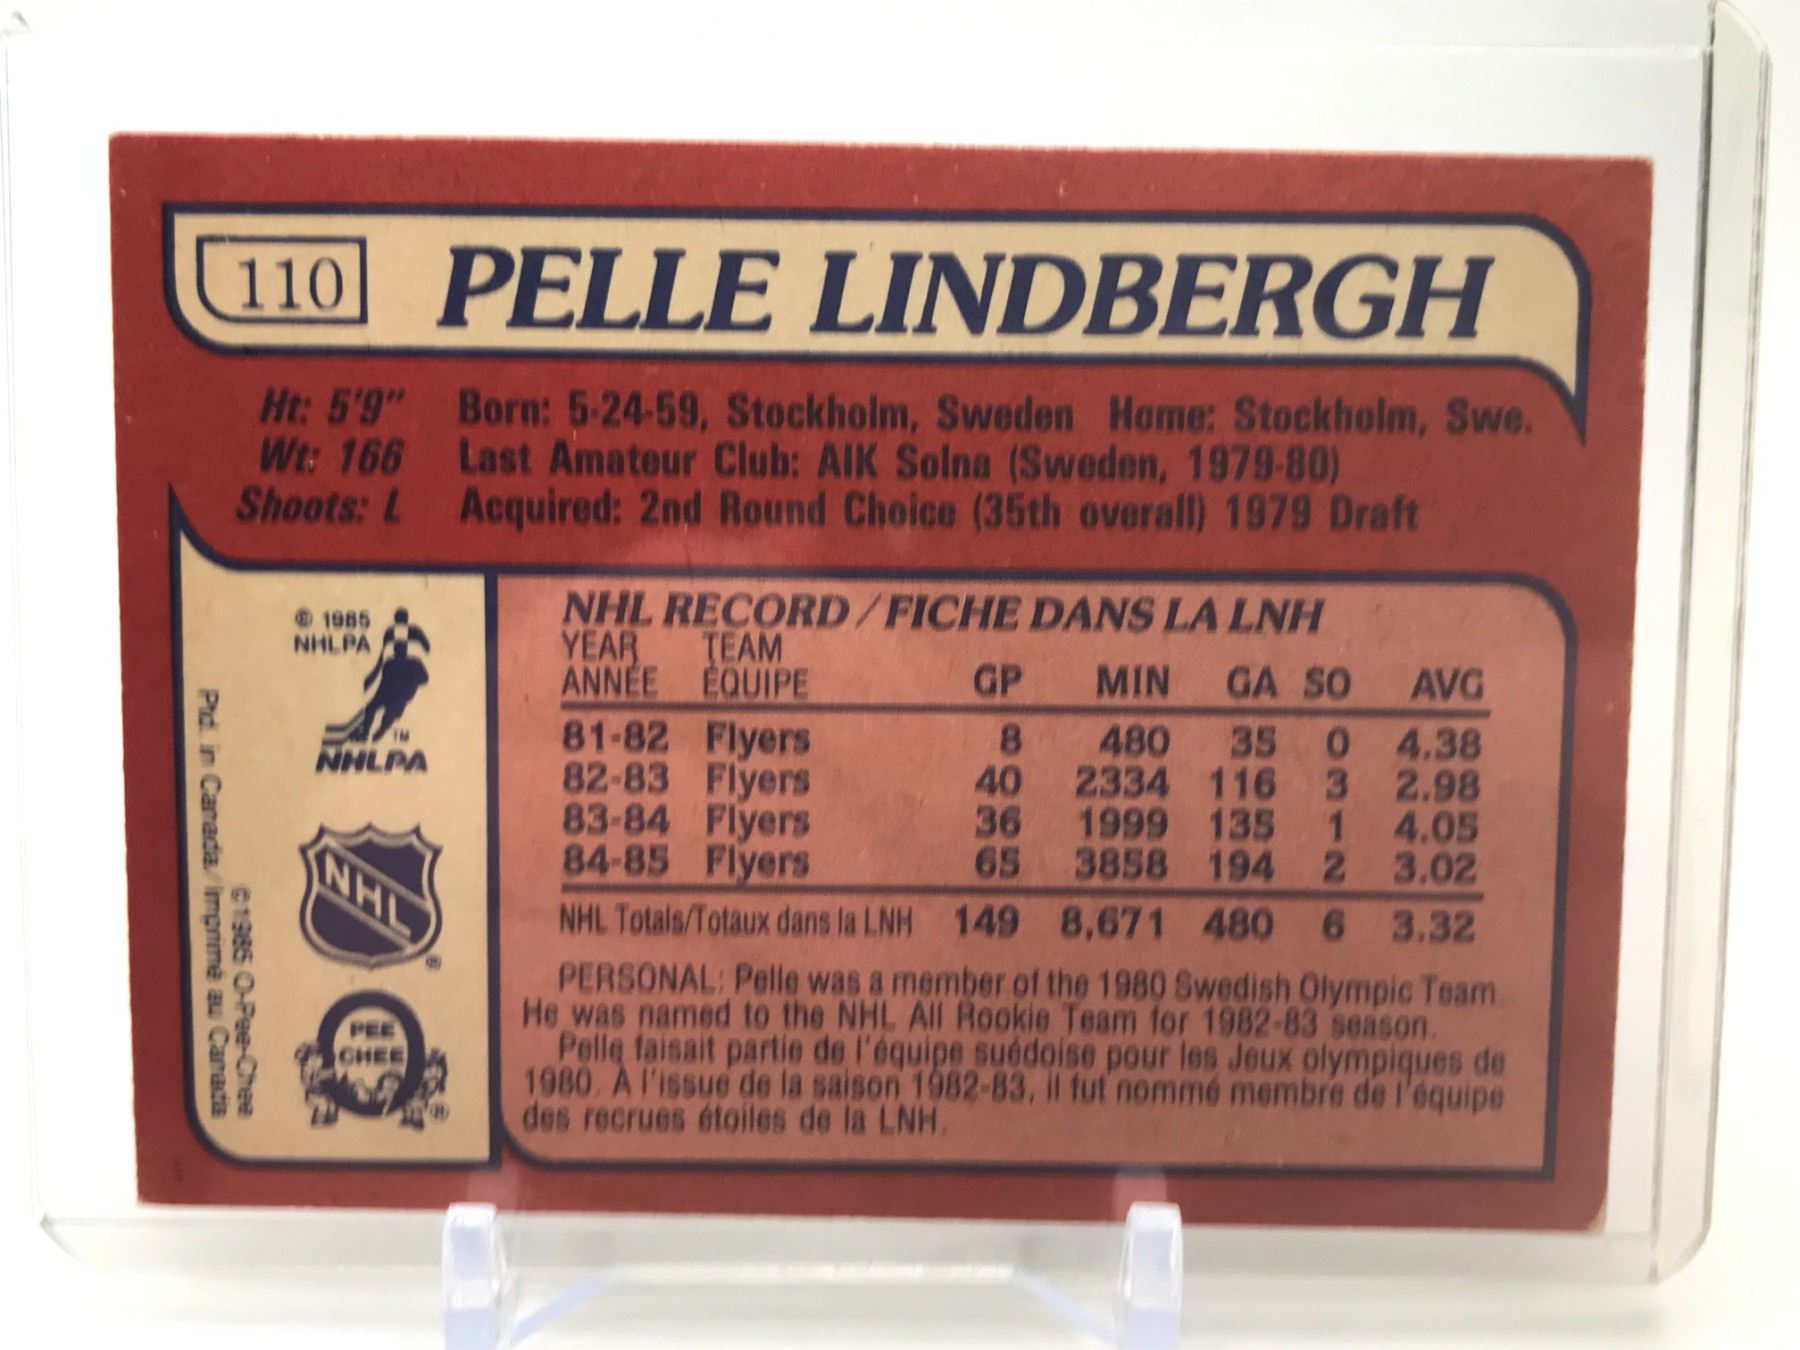 110 PELLE LINDBERGH
Ht: 5'9" Born: 5-24-59, Stockholm, Sweden Home: Stockholm, Swe.
Wt: 166 Last Amateur Club: AIK Solna (Sweden, 1979-80)
Shoots: L Acquired: 2nd Round Choice (35th overall) 1979 Draft
© 1985
NHLPA
TM
NHLPA
NHL
®
PEE
CHEE
®
©1985 O-Pee-Chee
Ptd. in Canada/Imprimé au Canada
NHL RECORD/FICHE DANS LA LNH
YEAR TEAM
ANNÉE ÉQUIPE GP MIN GA SO AVG
81-82 Flyers 8 480 35 0 4.38
82-83 Flyers 40 2334 116 3 2.98
83-84 Flyers 36 1999 135 1 4.05
84-85 Flyers 65 3858 194 2 3.02
NHL Totals/Totaux dans la LNH 149 8,671 480 6 3.32
PERSONAL: Pelle was a member of the 1980 Swedish Olympic Team.
He was named to the NHL All Rookie Team for 1982-83 season.
Pelle faisait partie de l'équipe suédoise pour les Jeux olympiques de
1980. À l'issue de la saison 1982-83, il fut nommé membre de l'équipe
des recrues étoiles de la LNH.